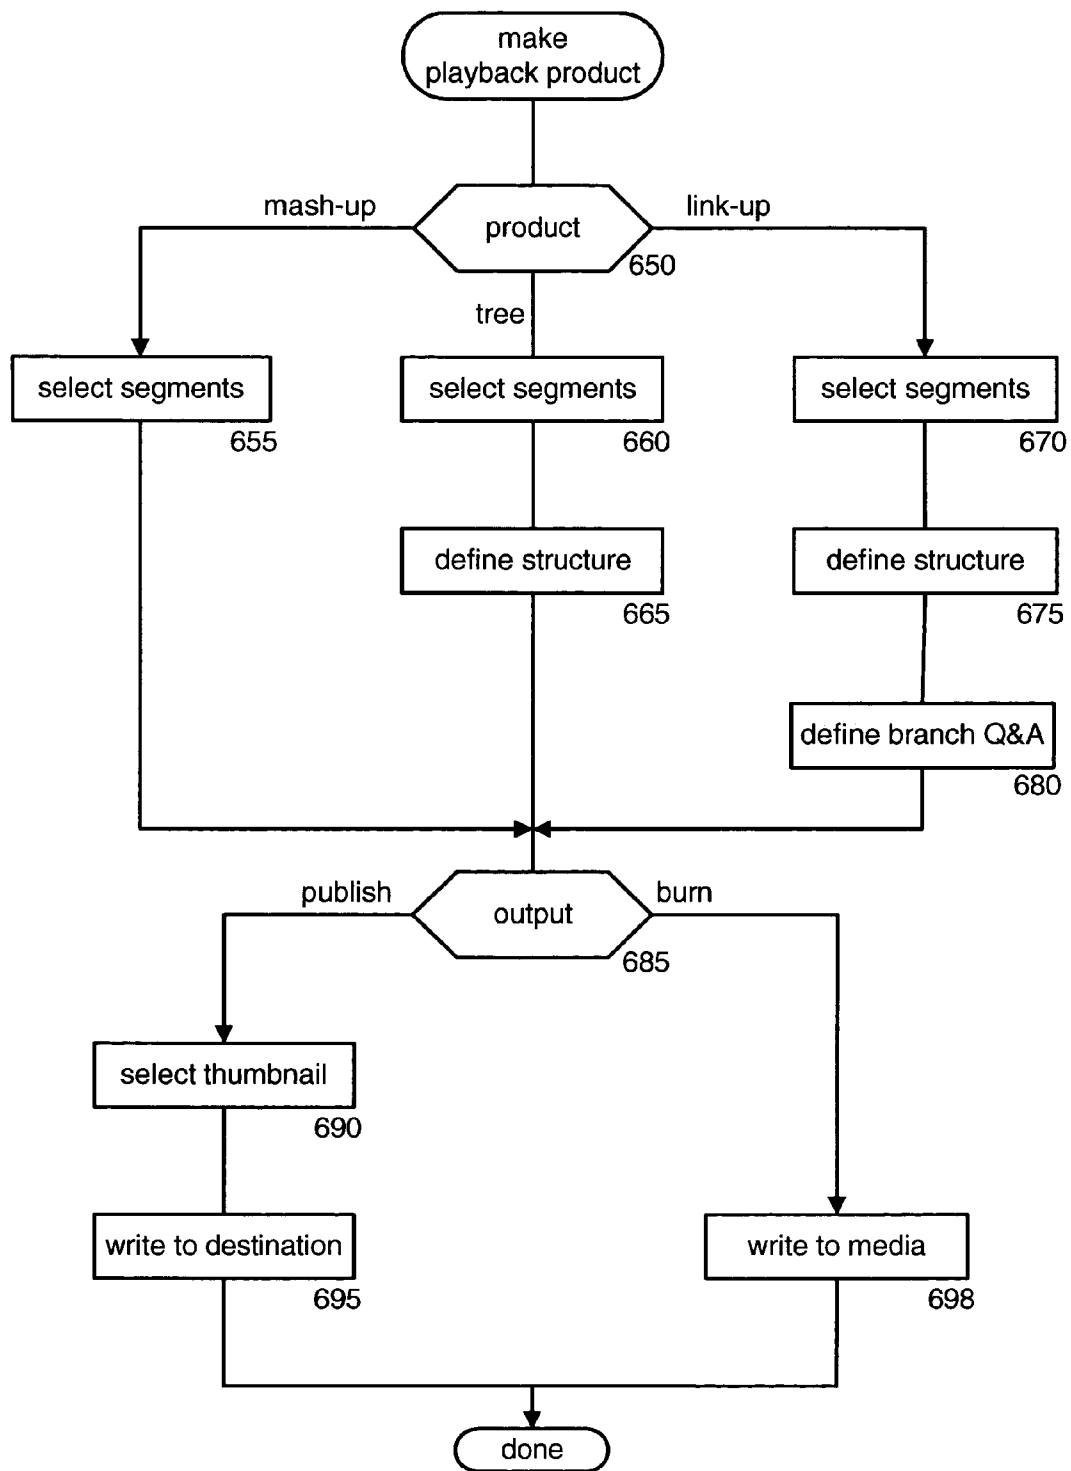 make
playback product
mash-up
link-up
product
650
tree
select segments
select segments
select segments
655
660
670
define structure
define structure
665
675
define branch Q&A
680
publish
burn
output
685
select thumbnail
690
write to destination
write to media
695
698
done